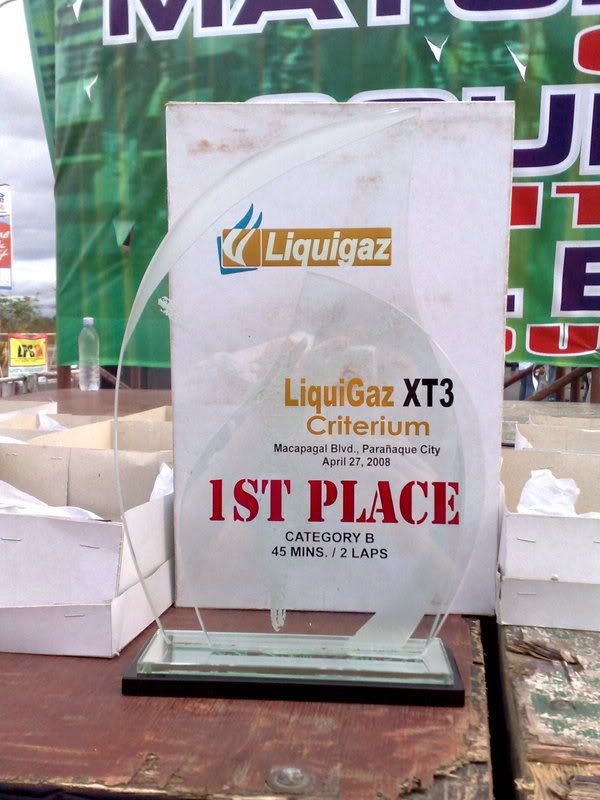 Liquigaz
LiquiGaz XT3
Criterium
Macapagal Blvd., Parañaque City
April 27, 2008
1ST PLACE
CATEGORY B
45 MINS. / 2 LAPS